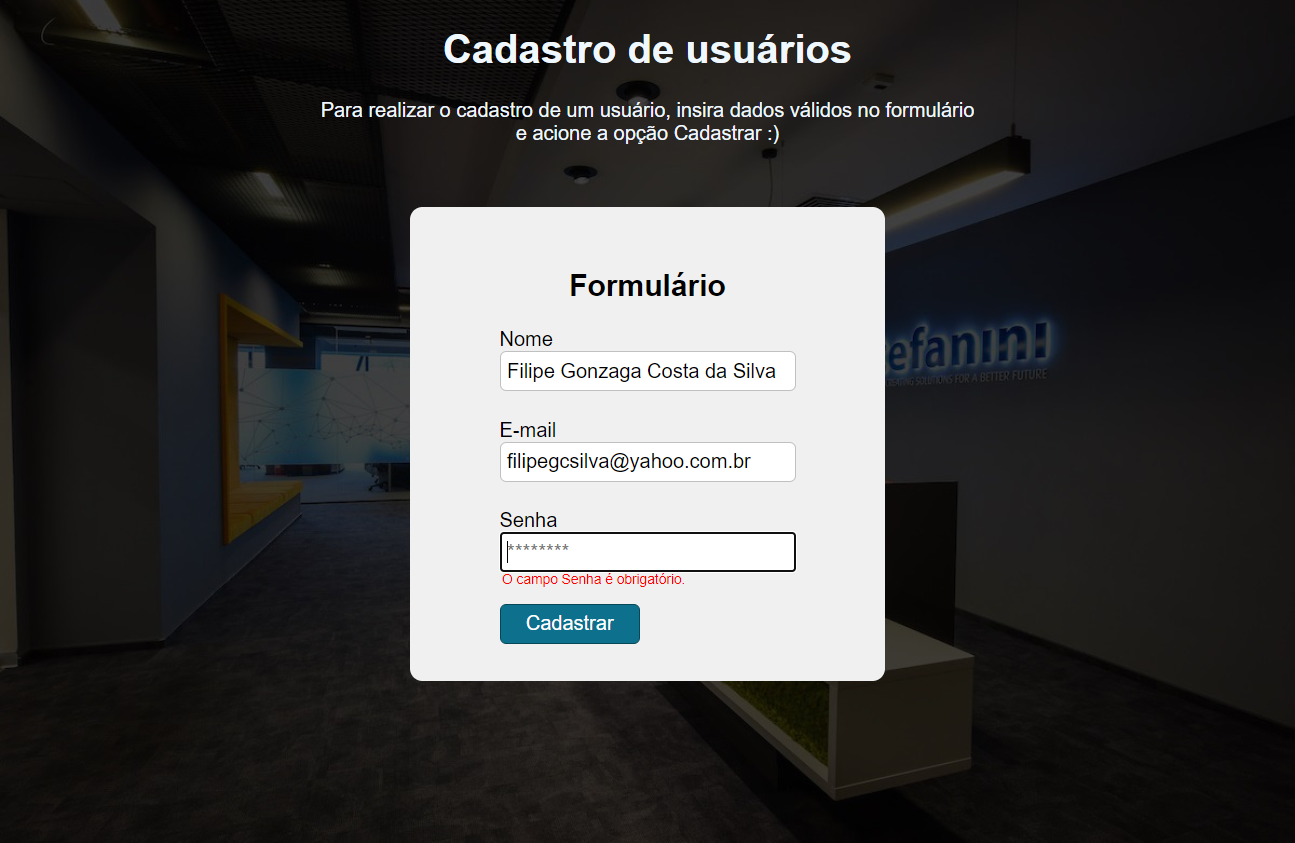 Cadastro de usuários
Para realizar o cadastro de um usuário, insira dados válidos no formulário
e acione a opção Cadastrar :)
Formulário
Nome
Filipe Gonzaga Costa da Silva
E-mail
filipegcsilva@yahoo.com.br
Senha
********
O campo Senha é obrigatório.
Cadastrar
efanini
SOLUTIONS FOR A BETTER FUTURE